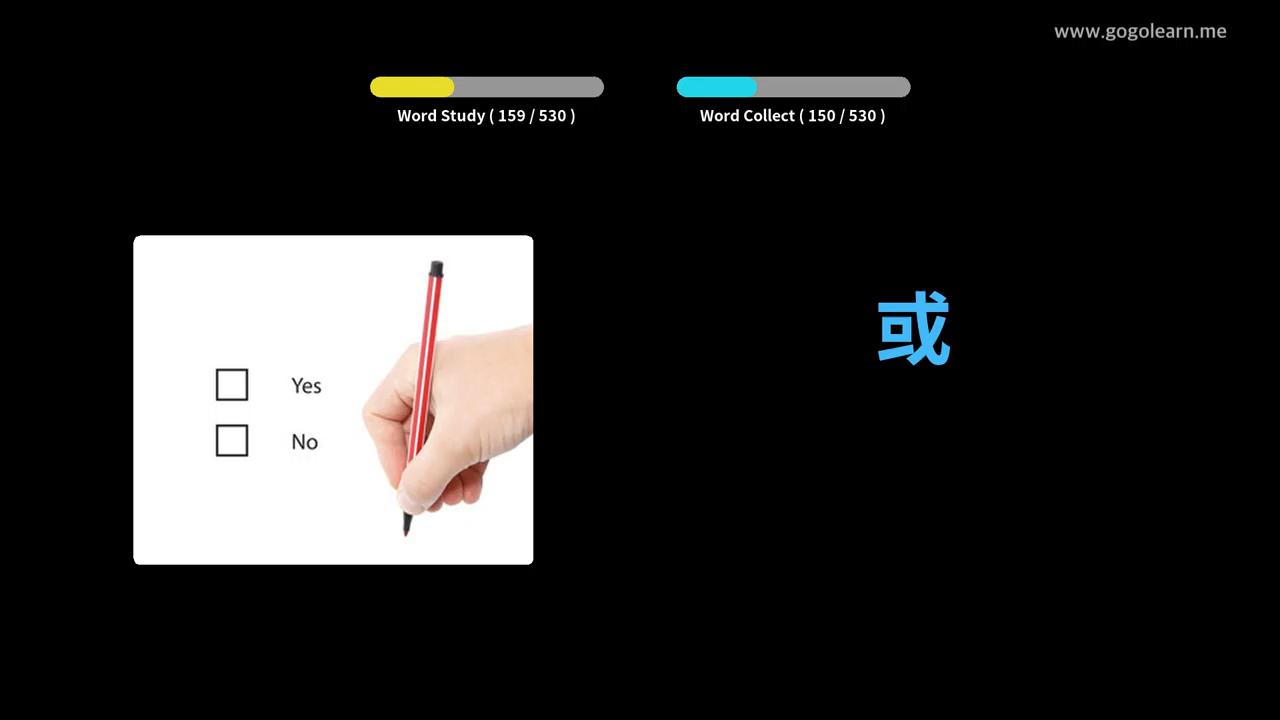 www.gogolearn.me
Word Study ( 159 / 530 )
Word Collect ( 150 / 530 )
Yes
No
或